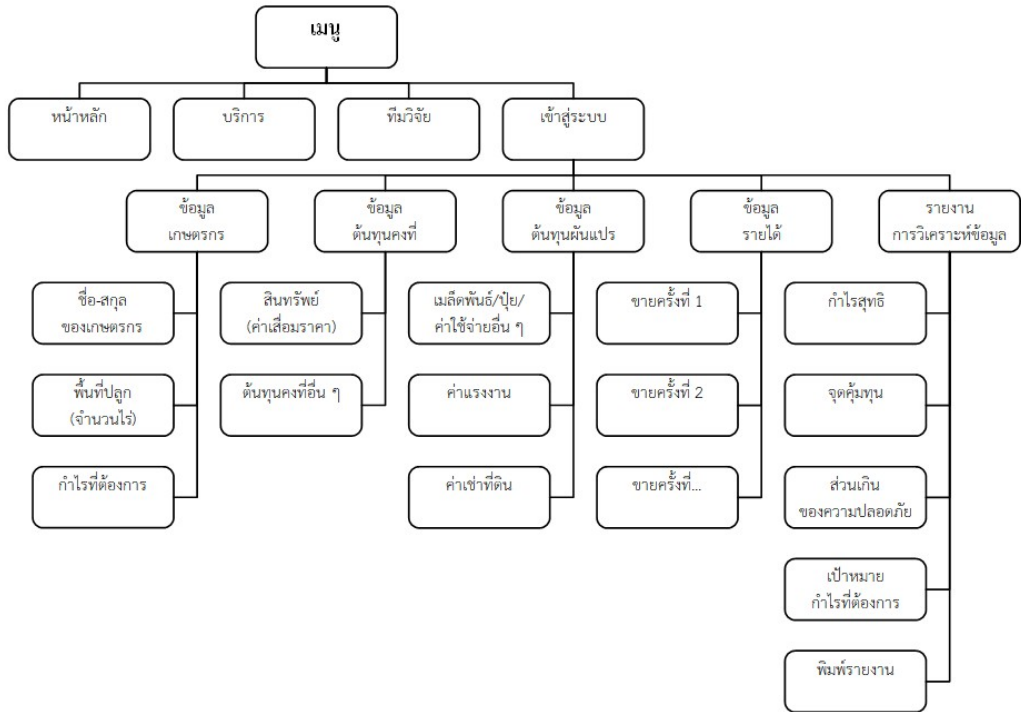 เมนู
หน้าหลัก
บริการ
ทีมวิจัย
เข้าสู่ระบบ
ข้อมูล
เกษตรกร
ข้อมูล
ต้นทุนคงที่
ข้อมูล
ต้นทุนผันแปร
ข้อมูล
รายได้
รายงาน
การวิเคราะห์ข้อมูล
ชื่อ-สกุล
ของเกษตรกร
สินทรัพย์
(ค่าเสื่อมราคา)
เมล็ดพันธ์/ปุ๋ย/
ค่าใช้จ่ายอื่น ๆ
ขายครั้งที่ 1
กำไรสุทธิ
พื้นที่ปลูก
(จำนวนไร่)
ต้นทุนคงที่อื่น ๆ
ค่าแรงงาน
ขายครั้งที่ 2
จุดคุ้มทุน
กำไรที่ต้องการ
ค่าเช่าที่ดิน
ขายครั้งที่...
ส่วนเกิน
ของความปลอดภัย
เป้าหมาย
กำไรที่ต้องการ
พิมพ์รายงาน